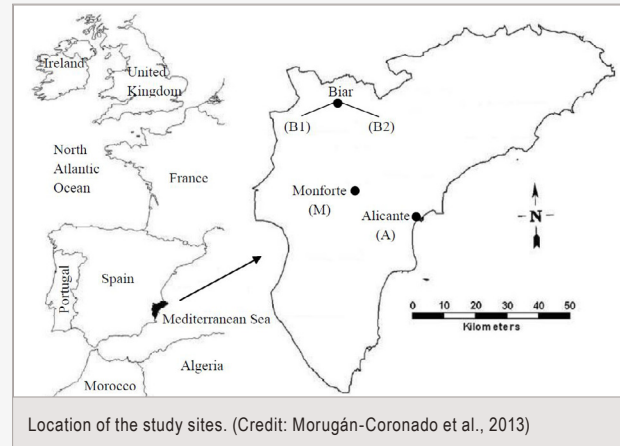 Ireland
United
Kingdom
North
Atlantic
Ocean
France
Portugal
Spain
Mediterranean Sea
Algeria
Morocco
Biar
(B1)
(B2)
Monforte
(M)
Alicante
(A)
N
0 10 20 30 40 50
Kilometers
Location of the study sites. (Credit: Morugán-Coronado et al., 2013)